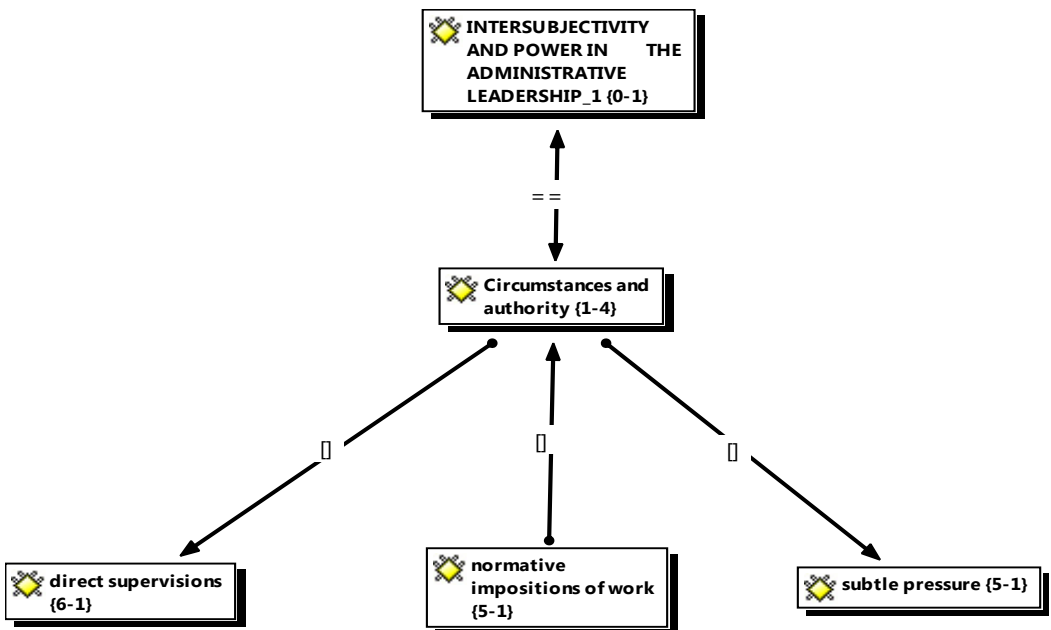 INTERSUBJECTIVITY
AND POWER IN THE
ADMINISTRATIVE
LEADERSHIP_1 {0-1}
==
Circumstances and
authority {1-4}
[]
[]
[]
direct supervisions
{6-1}
normative
impositions of work
{5-1}
subtle pressure {5-1}